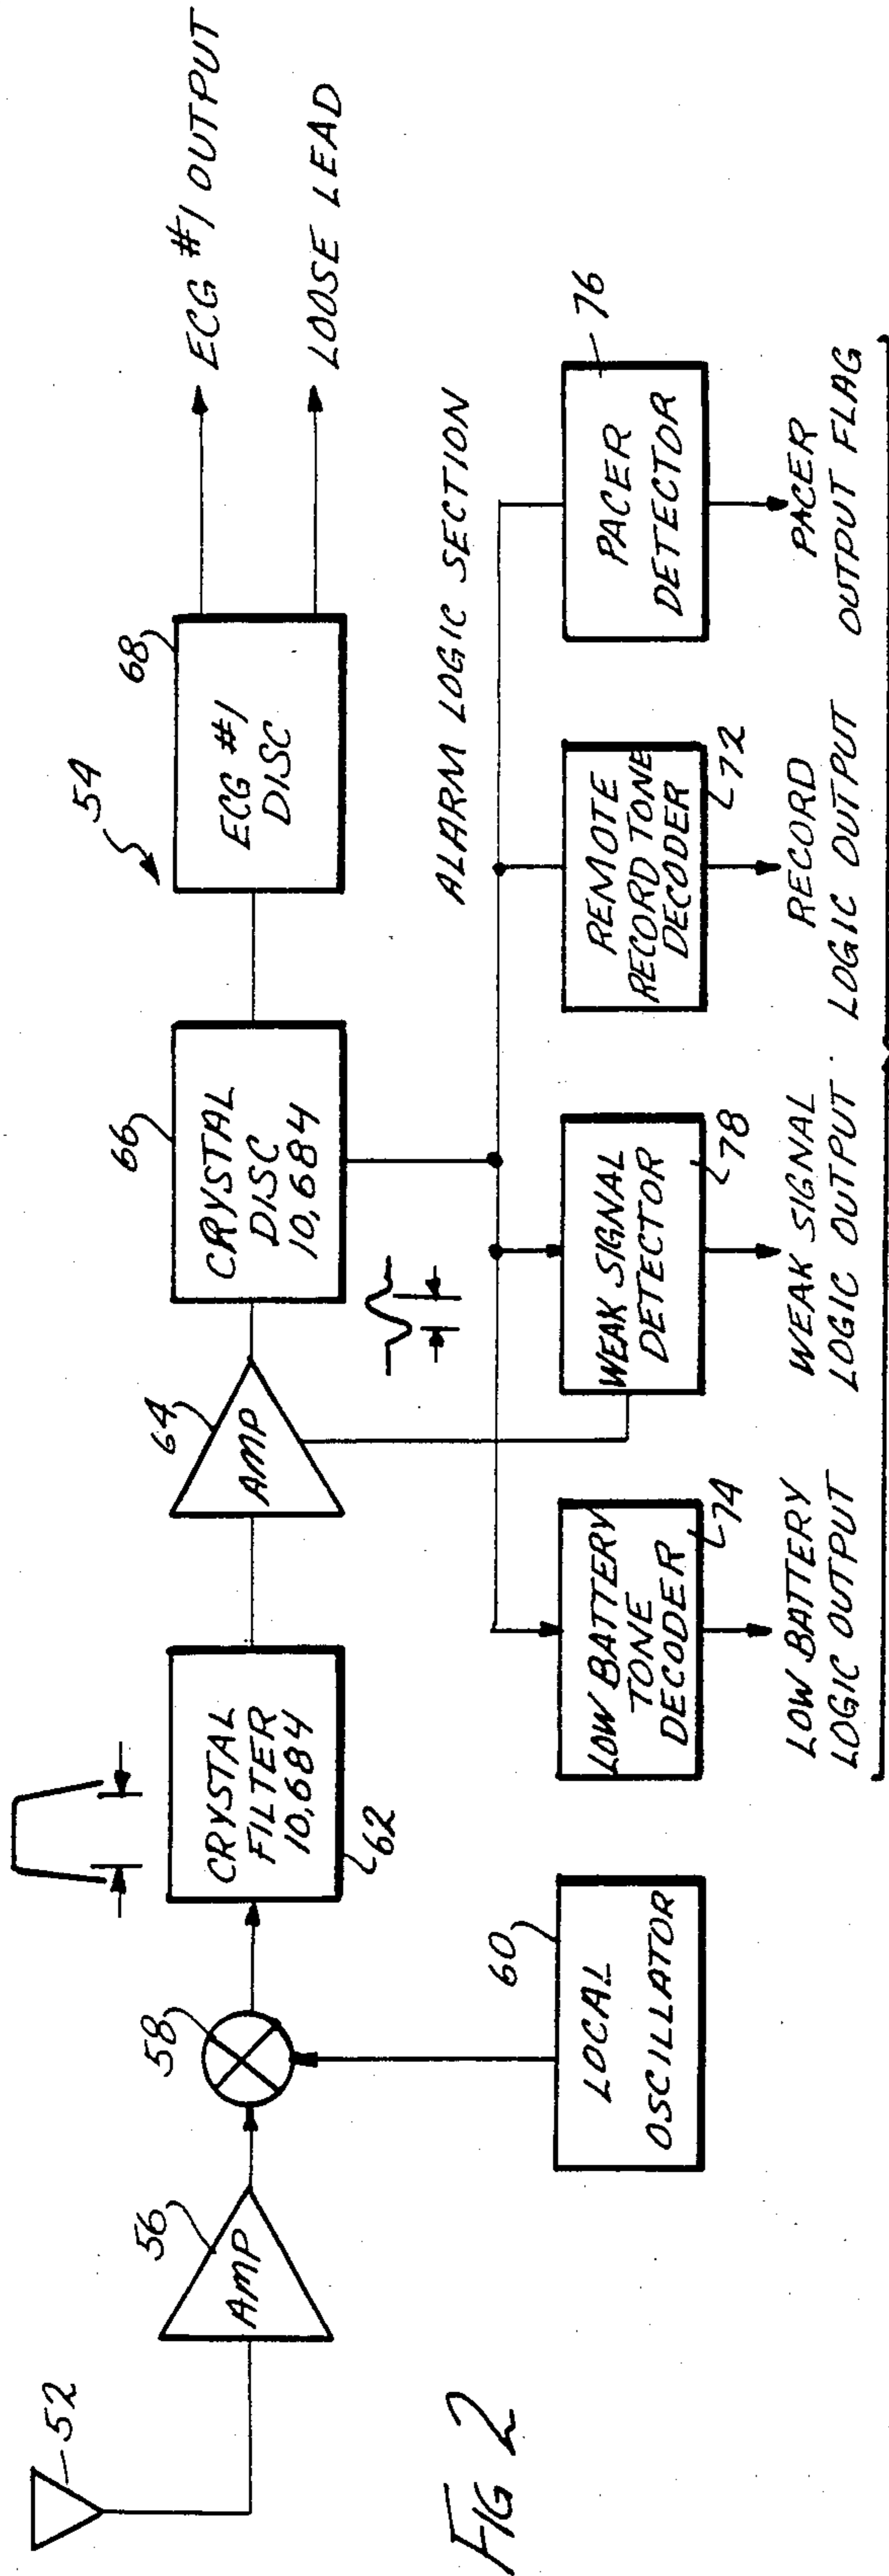 52
56
AMP
58
60
LOCAL
OSCILLATOR
CRYSTAL
FILTER
10,684
62
64
AMP
66
CRYSTAL
DISC
10,684
54
68
ECG #1
DISC
ECG #1 OUTPUT
LOOSE LEAD
ALARM LOGIC SECTION
LOW BATTERY
TONE
DECODER
74
WEAK SIGNAL
DETECTOR
78
REMOTE
RECORD TONE
DECODER
72
PACER
DETECTOR
76
LOW BATTERY
LOGIC OUTPUT
WEAK SIGNAL
LOGIC OUTPUT
RECORD
LOGIC OUTPUT
PACER
OUTPUT FLAG
FIG 2